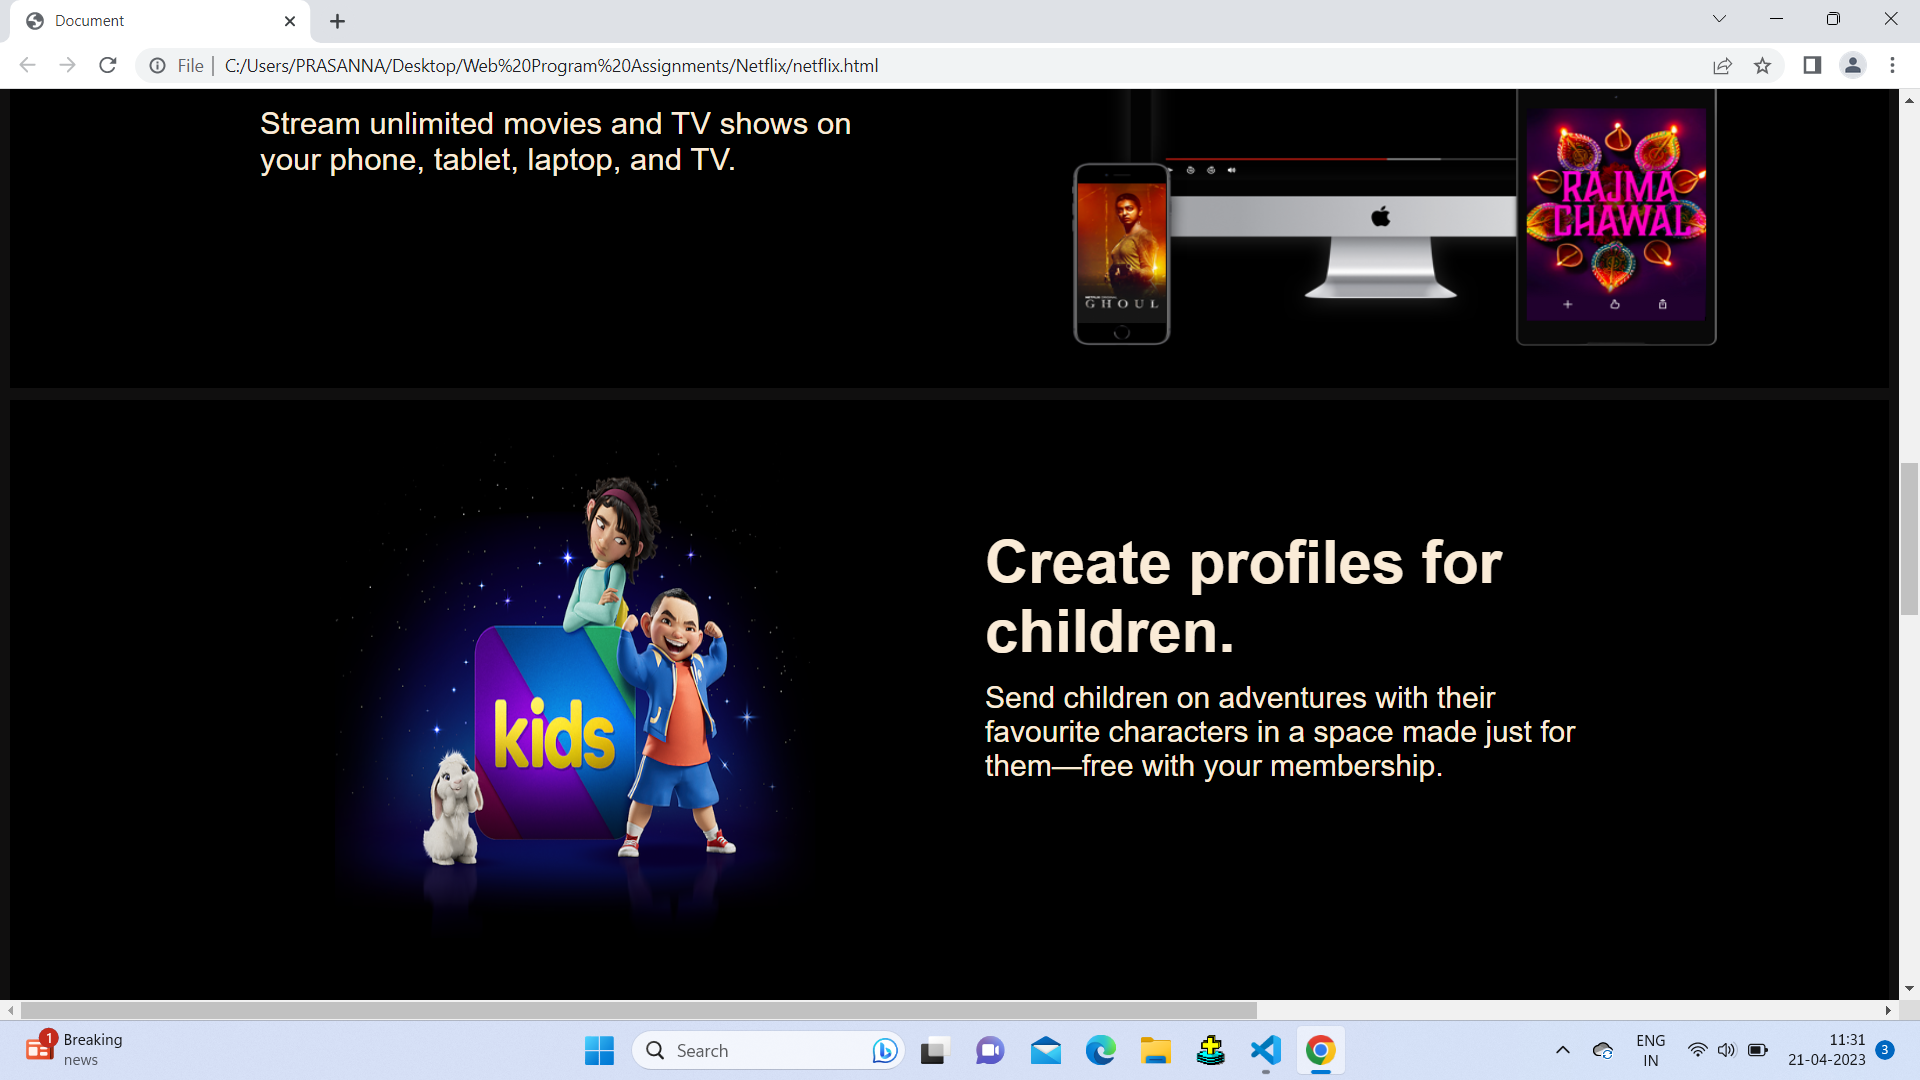 Document
File
C:/Users/PRASANNA/Desktop/Web%20Program%20Assignments/Netflix/netflix.html
Stream unlimited movies and TV shows on
your phone, tablet, laptop, and TV.
GHOUL
RAJMA
CHAWAL
kids
Create profiles for
children.
Send children on adventures with their
favourite characters in a space made just for
them—free with your membership.
1
Breaking
news
Search
ENG
IN
11:31
21-04-2023
3